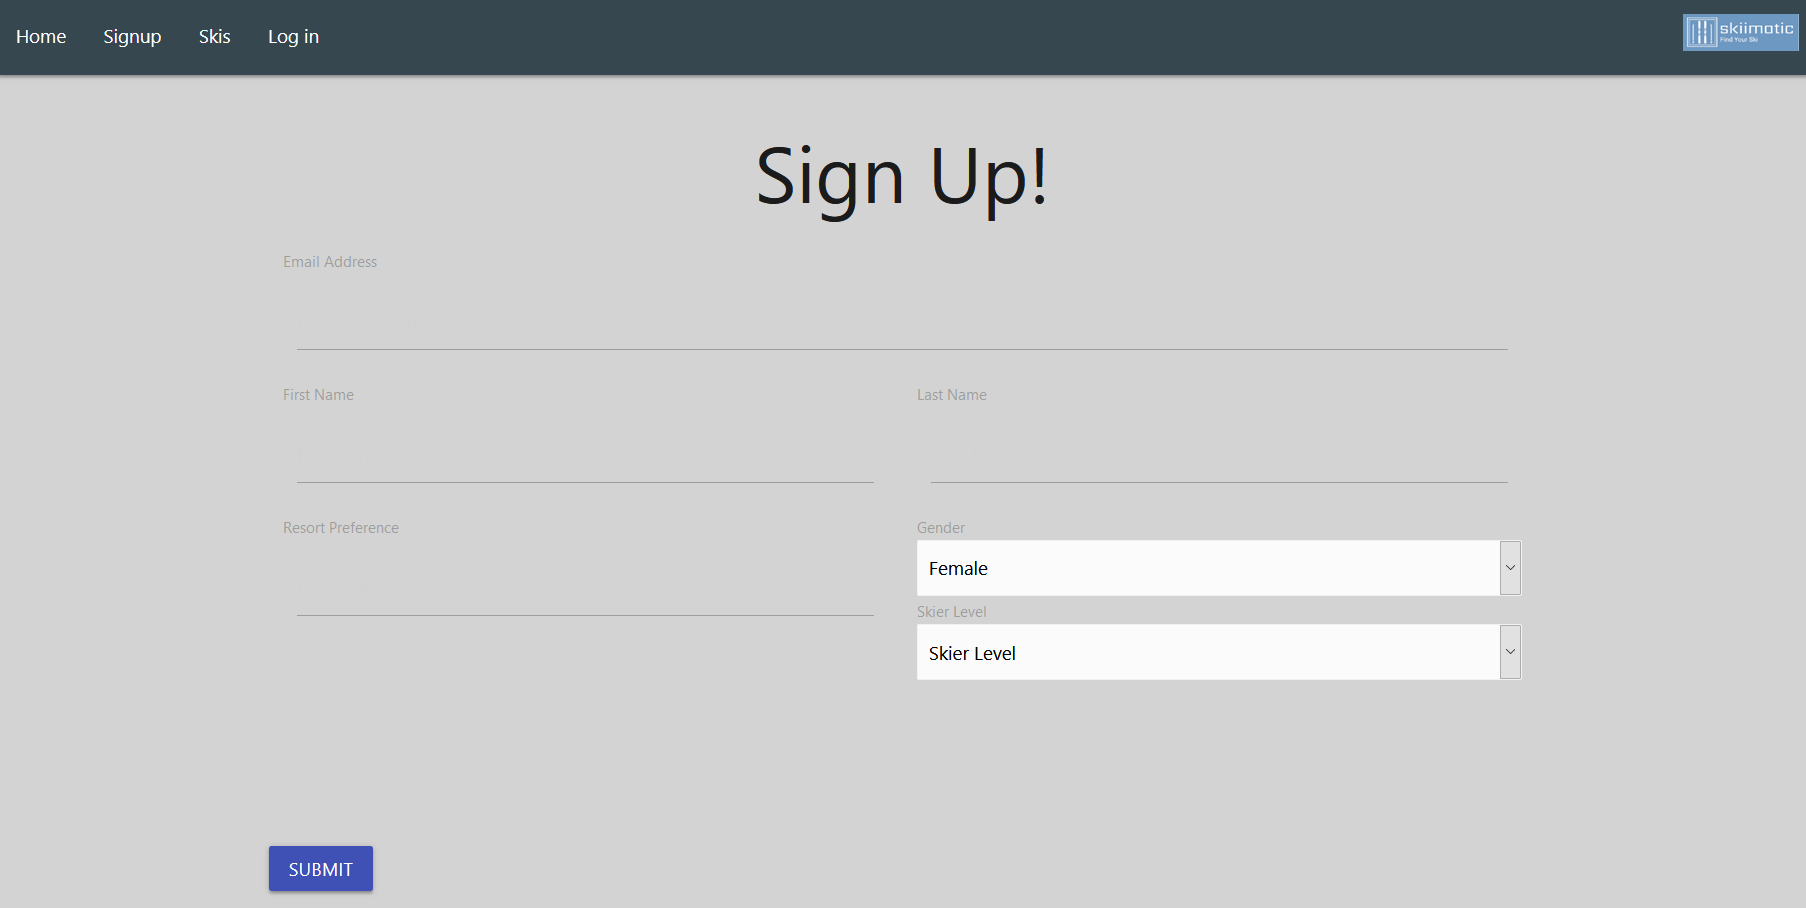 Home Signup Skis Log in
skiimatic
Find Your Ski
Sign Up!
Email Address
First Name Last Name
Resort Preference Gender
Female
Skier Level
Skier Level
SUBMIT